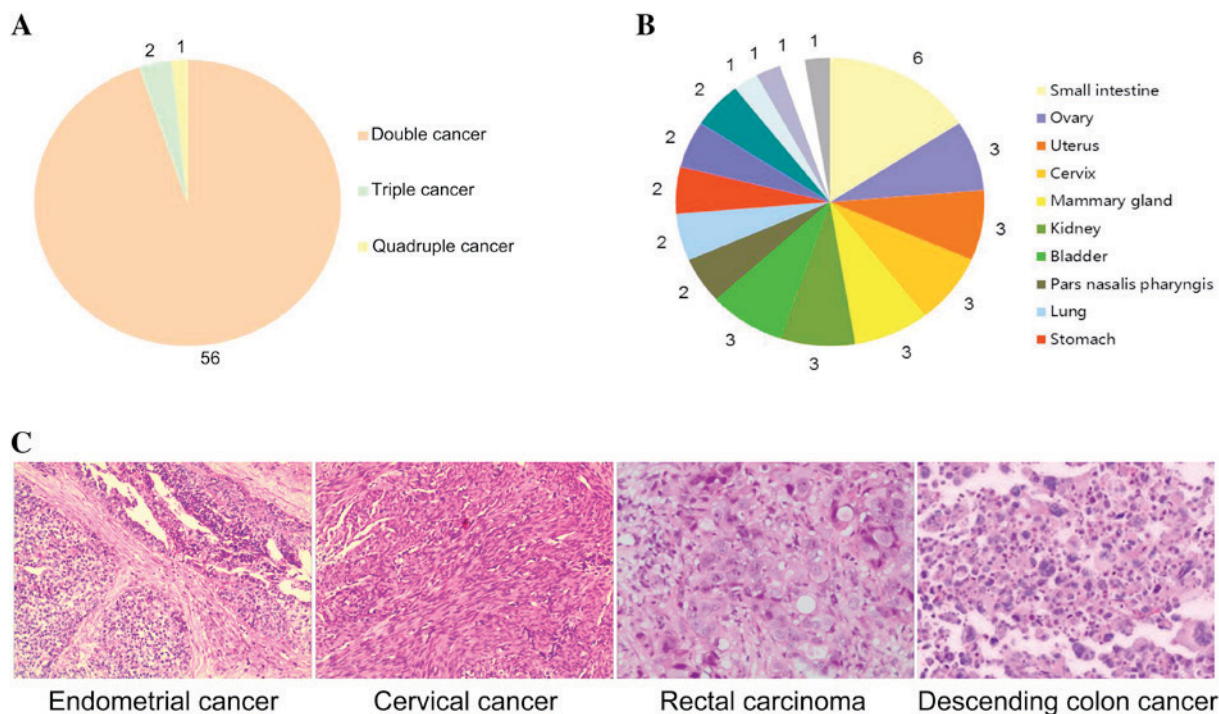 A
2
1
56
Double cancer
Triple cancer
Quadruple cancer
B
1
6
3
3
3
3
3
3
2
2
2
2
2
1
1
1
Small intestine
Ovary
Uterus
Cervix
Mammary gland
Kidney
Bladder
Pars nasalis pharyngis
Lung
Stomach
C
Endometrial cancer
Cervical cancer
Rectal carcinoma
Descending colon cancer